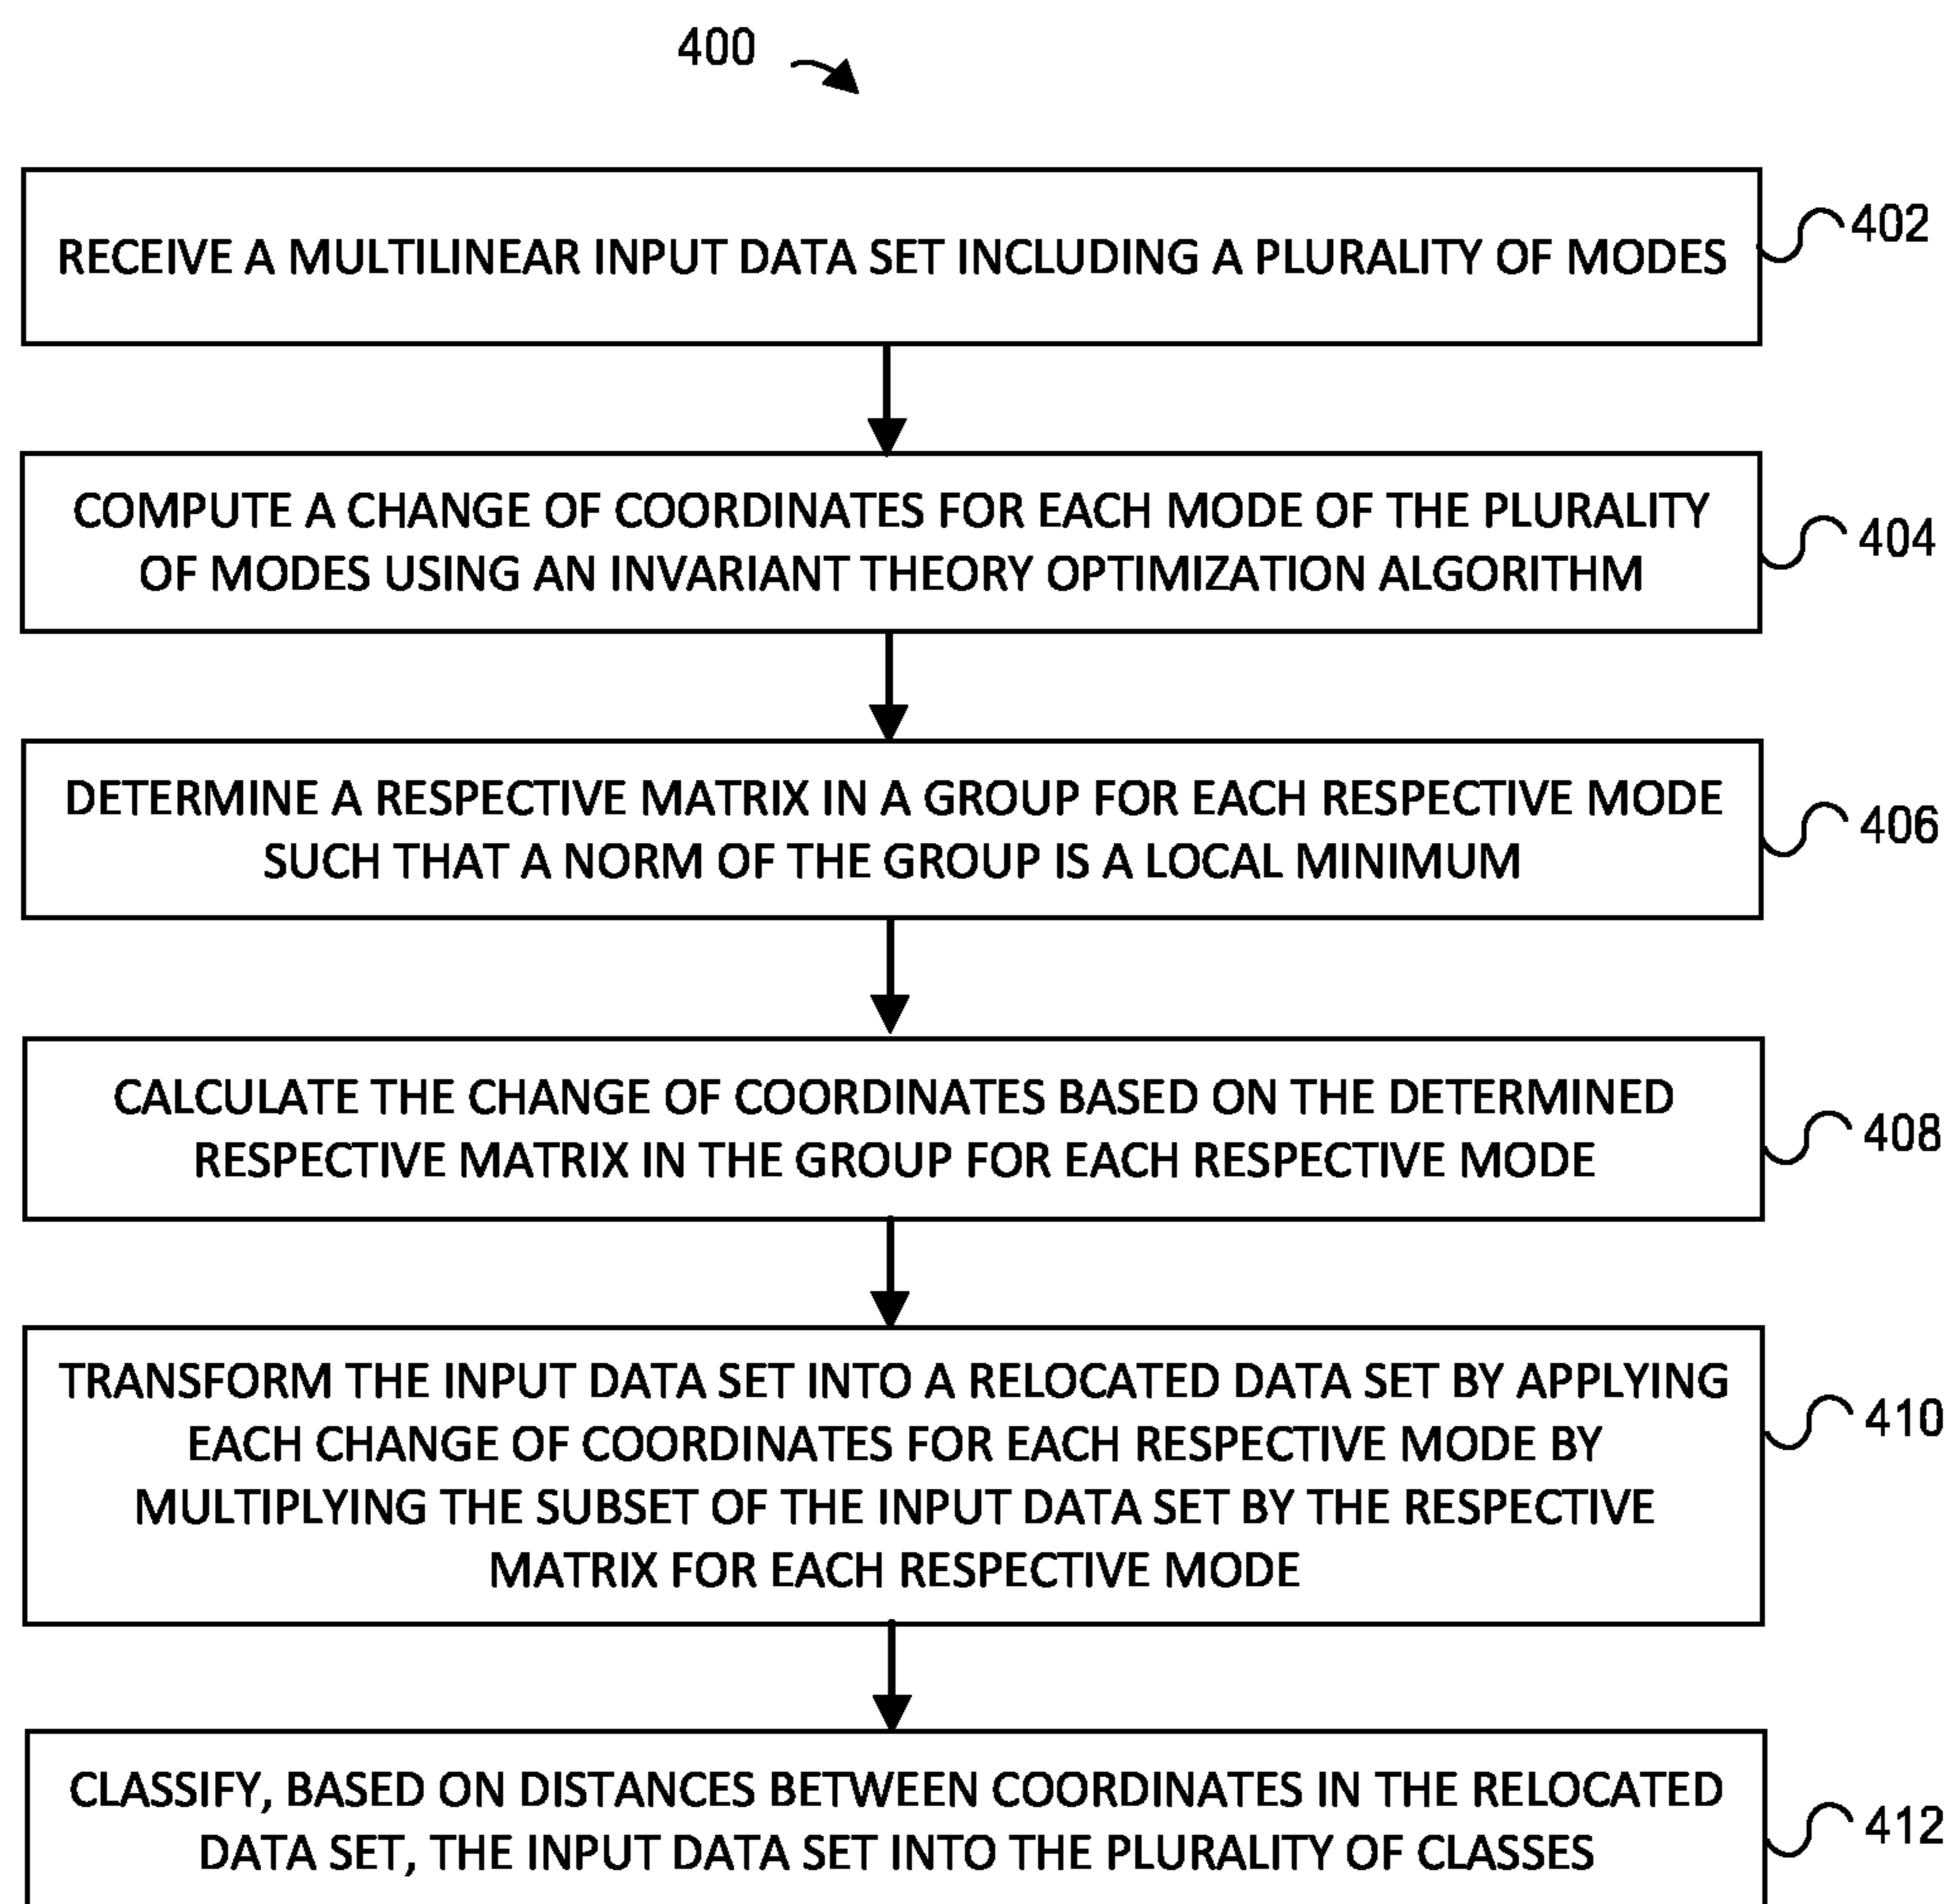 400
RECEIVE A MULTILINEAR INPUT DATA SET INCLUDING A PLURALITY OF MODES
402
COMPUTE A CHANGE OF COORDINATES FOR EACH MODE OF THE PLURALITY
OF MODES USING AN INVARIANT THEORY OPTIMIZATION ALGORITHM
404
DETERMINE A RESPECTIVE MATRIX IN A GROUP FOR EACH RESPECTIVE MODE
SUCH THAT A NORM OF THE GROUP IS A LOCAL MINIMUM
406
CALCULATE THE CHANGE OF COORDINATES BASED ON THE DETERMINED
RESPECTIVE MATRIX IN THE GROUP FOR EACH RESPECTIVE MODE
408
TRANSFORM THE INPUT DATA SET INTO A RELOCATED DATA SET BY APPLYING
EACH CHANGE OF COORDINATES FOR EACH RESPECTIVE MODE BY
MULTIPLYING THE SUBSET OF THE INPUT DATA SET BY THE RESPECTIVE
MATRIX FOR EACH RESPECTIVE MODE
410
CLASSIFY, BASED ON DISTANCES BETWEEN COORDINATES IN THE RELOCATED
DATA SET, THE INPUT DATA SET INTO THE PLURALITY OF CLASSES
412